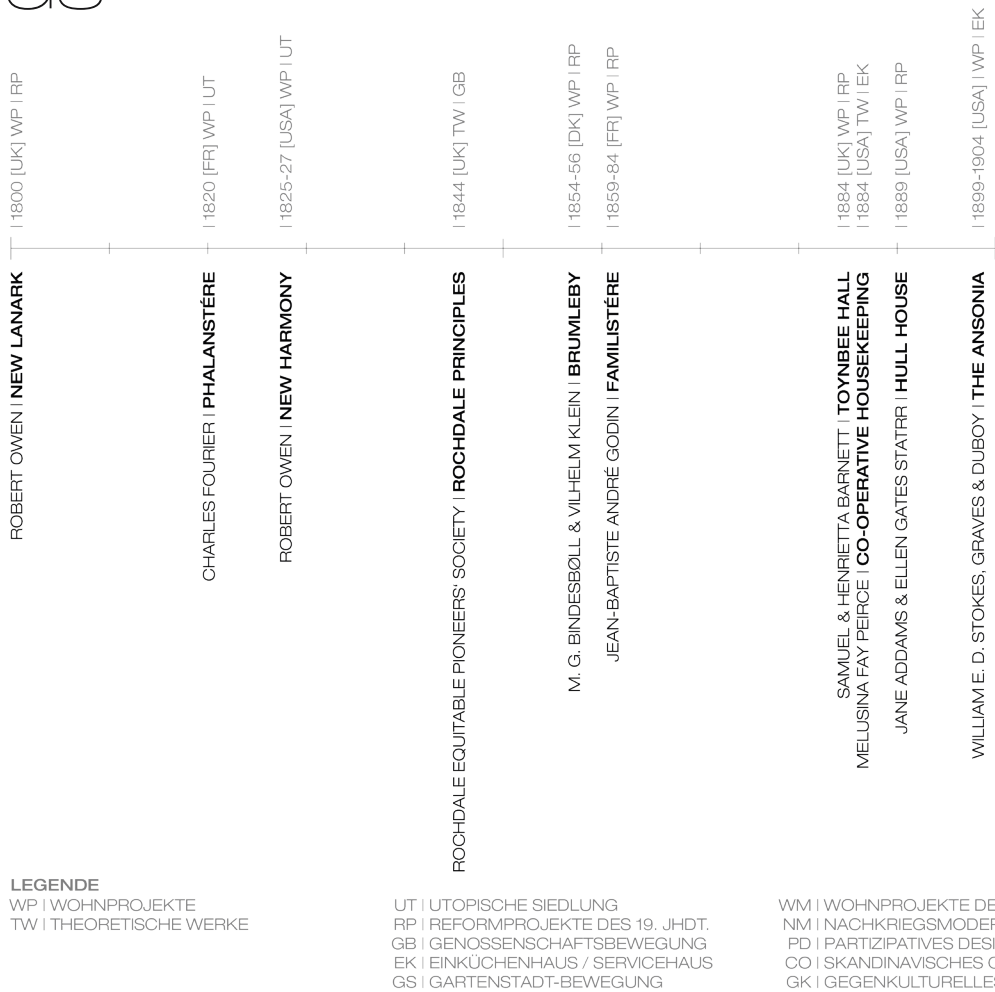 | 1800 [UK] WP | RP
| 1820 [FR] WP | UT
| 1825-27 [USA] WP | UT
| 1844 [UK] TW | GB
| 1854-56 [DK] WP | RP
| 1859-84 [FR] WP | RP
| 1884 [UK] WP | RP
| 1884 [USA] TW | EK
| 1889 [USA] WP | RP
| 1899-1904 [USA] | WP | EK
ROBERT OWEN | NEW LANARK
CHARLES FOURIER | PHALANSTÉRE
ROBERT OWEN | NEW HARMONY
ROCHDALE EQUITABLE PIONEERS' SOCIETY | ROCHDALE PRINCIPLES
M. G. BINDESBØLL & VILHELM KLEIN | BRUMLEBY
JEAN-BAPTISTE ANDRÉ GODIN | FAMILISTÉRE
SAMUEL & HENRIETTA BARNETT | TOYNBEE HALL
MELUSINA FAY PEIRCE | CO-OPERATIVE HOUSEKEEPING
JANE ADDAMS & ELLEN GATES STATRR | HULL HOUSE
WILLIAM E. D. STOKES, GRAVES & DUBOY | THE ANSONIA
LEGENDE
WP | WOHNPROJEKTE
TW | THEORETISCHE WERKE
UT | UTOPISCHE SIEDLUNG
RP | REFORMPROJEKTE DES 19. JHDT.
GB | GENOSSENSCHAFTSBEWEGUNG
EK | EINKÜCHENHAUS / SERVICEHAUS
GS | GARTENSTADT-BEWEGUNG
WM | WOHNPROJEKTE DE
NM | NACHKRIEGSMODER
PD | PARTIZIPATIVES DESI
CO | SKANDINAVISCHES C
GK | GEGENKULTURELLES